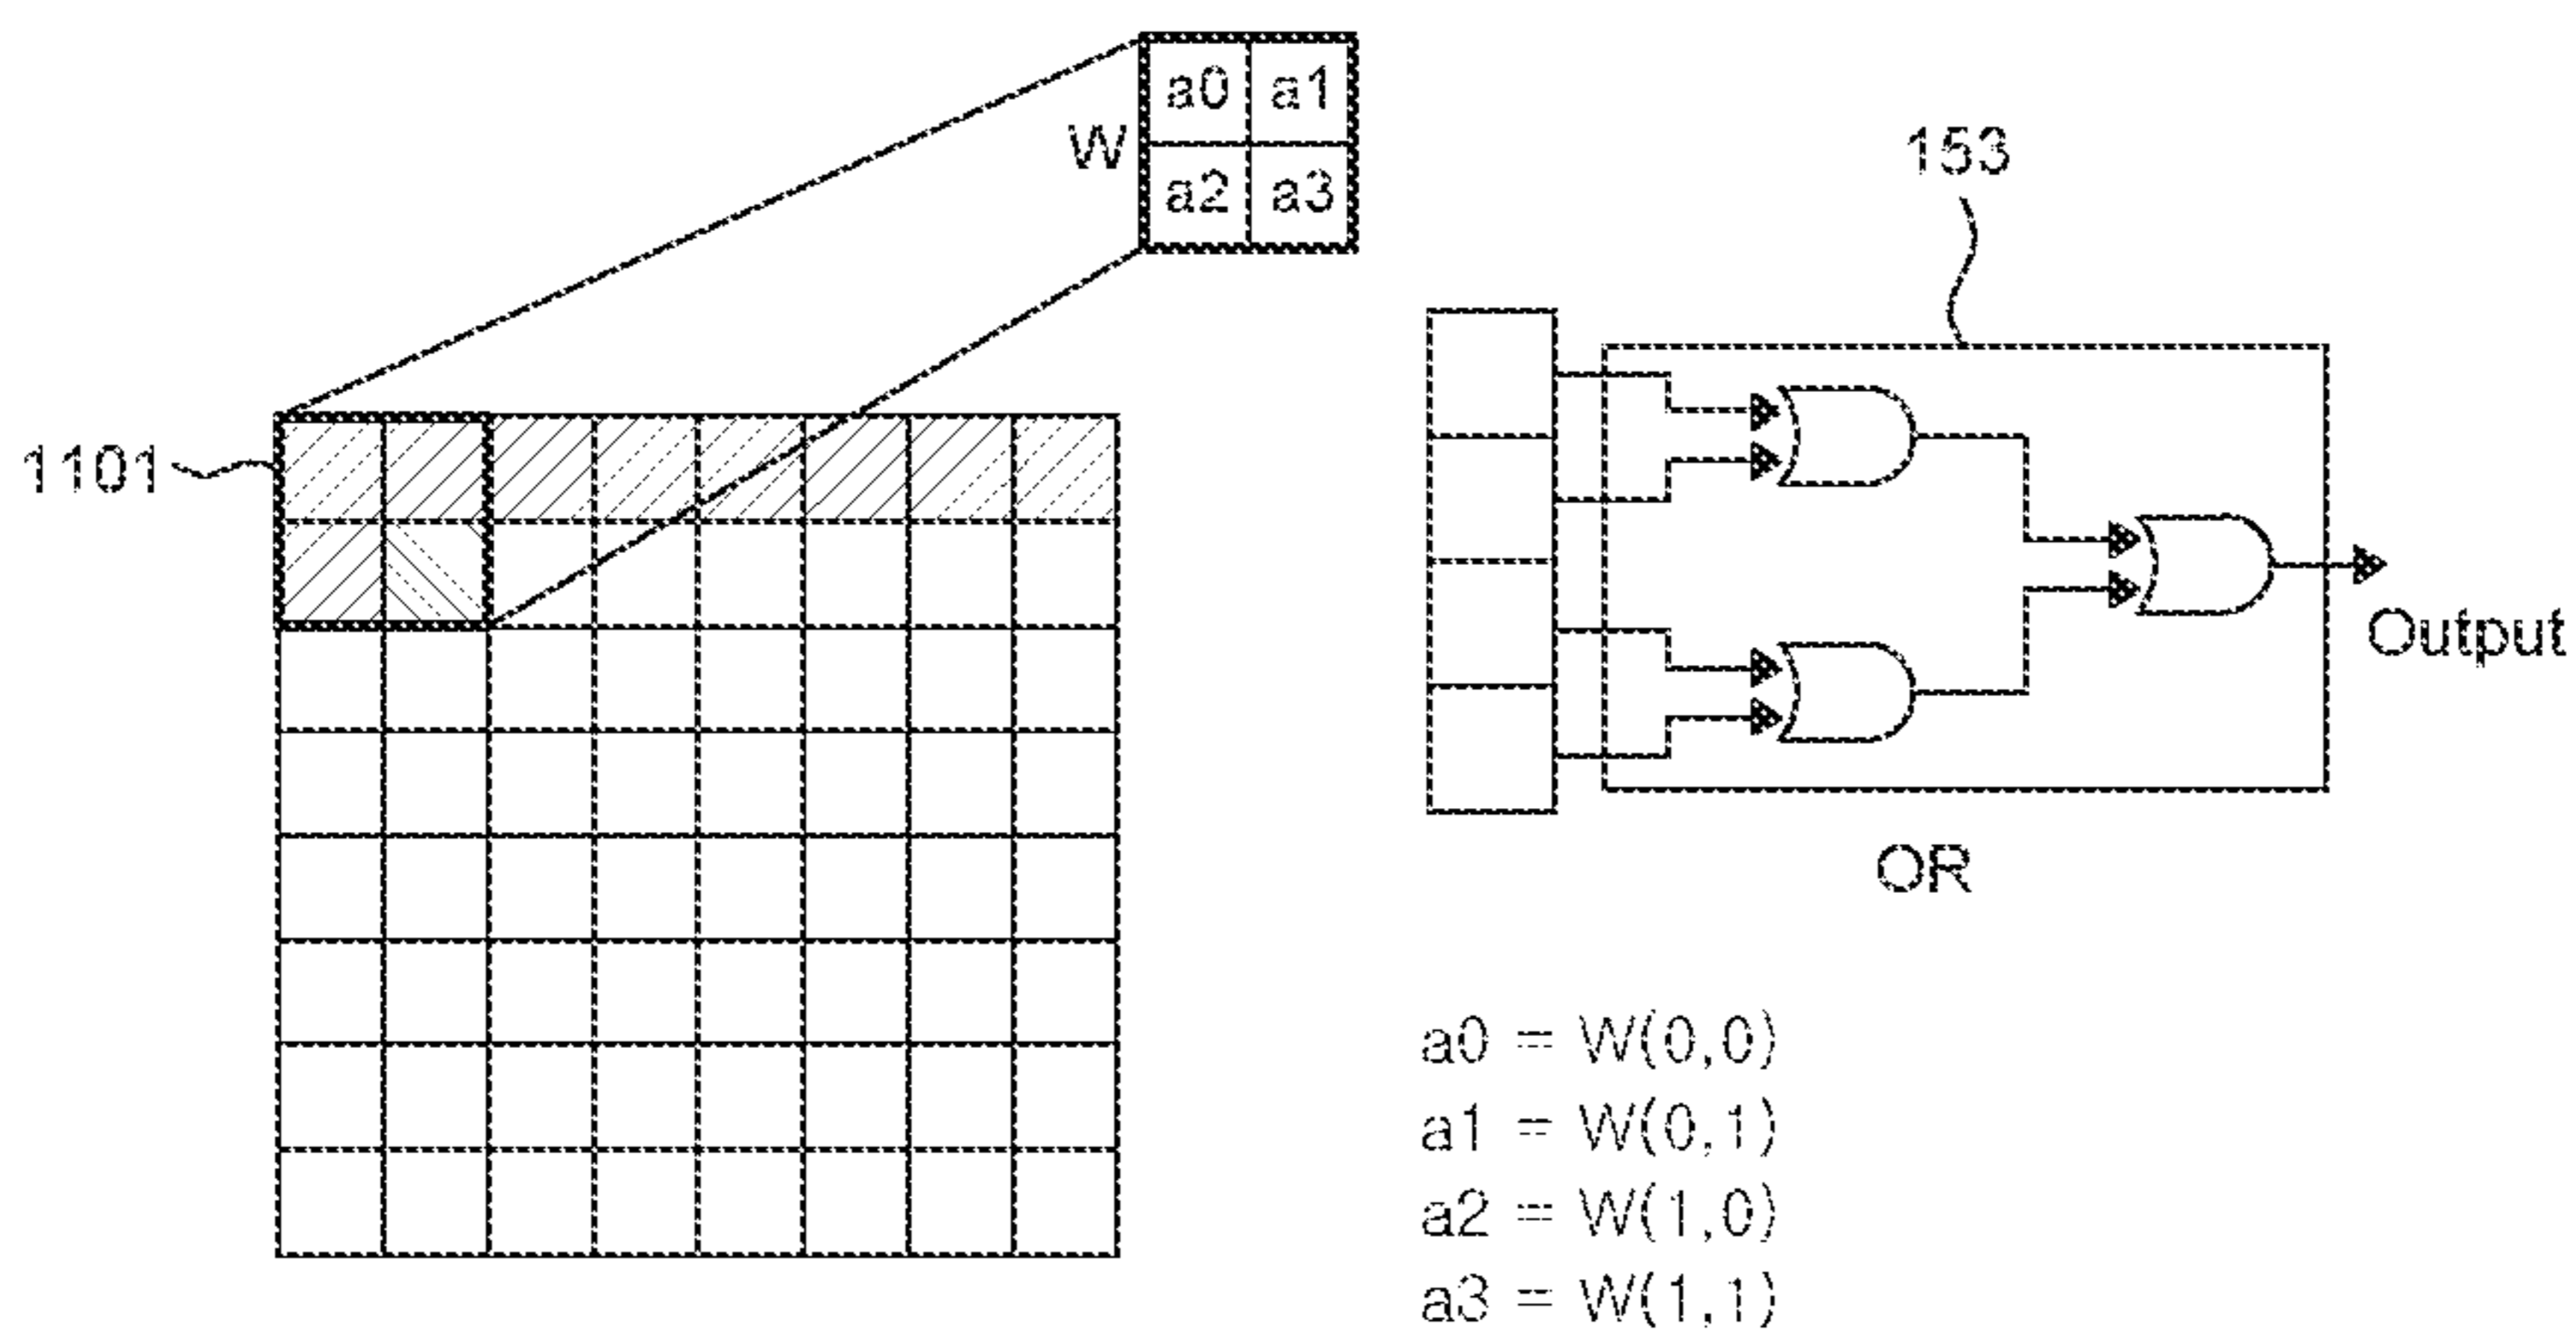 a0 a1
W
a2 a3
153
1101
Output
OR
a0 = W(0,0)
a1 = W(0,1)
a2 = W(1,0)
a3 = W(1,1)